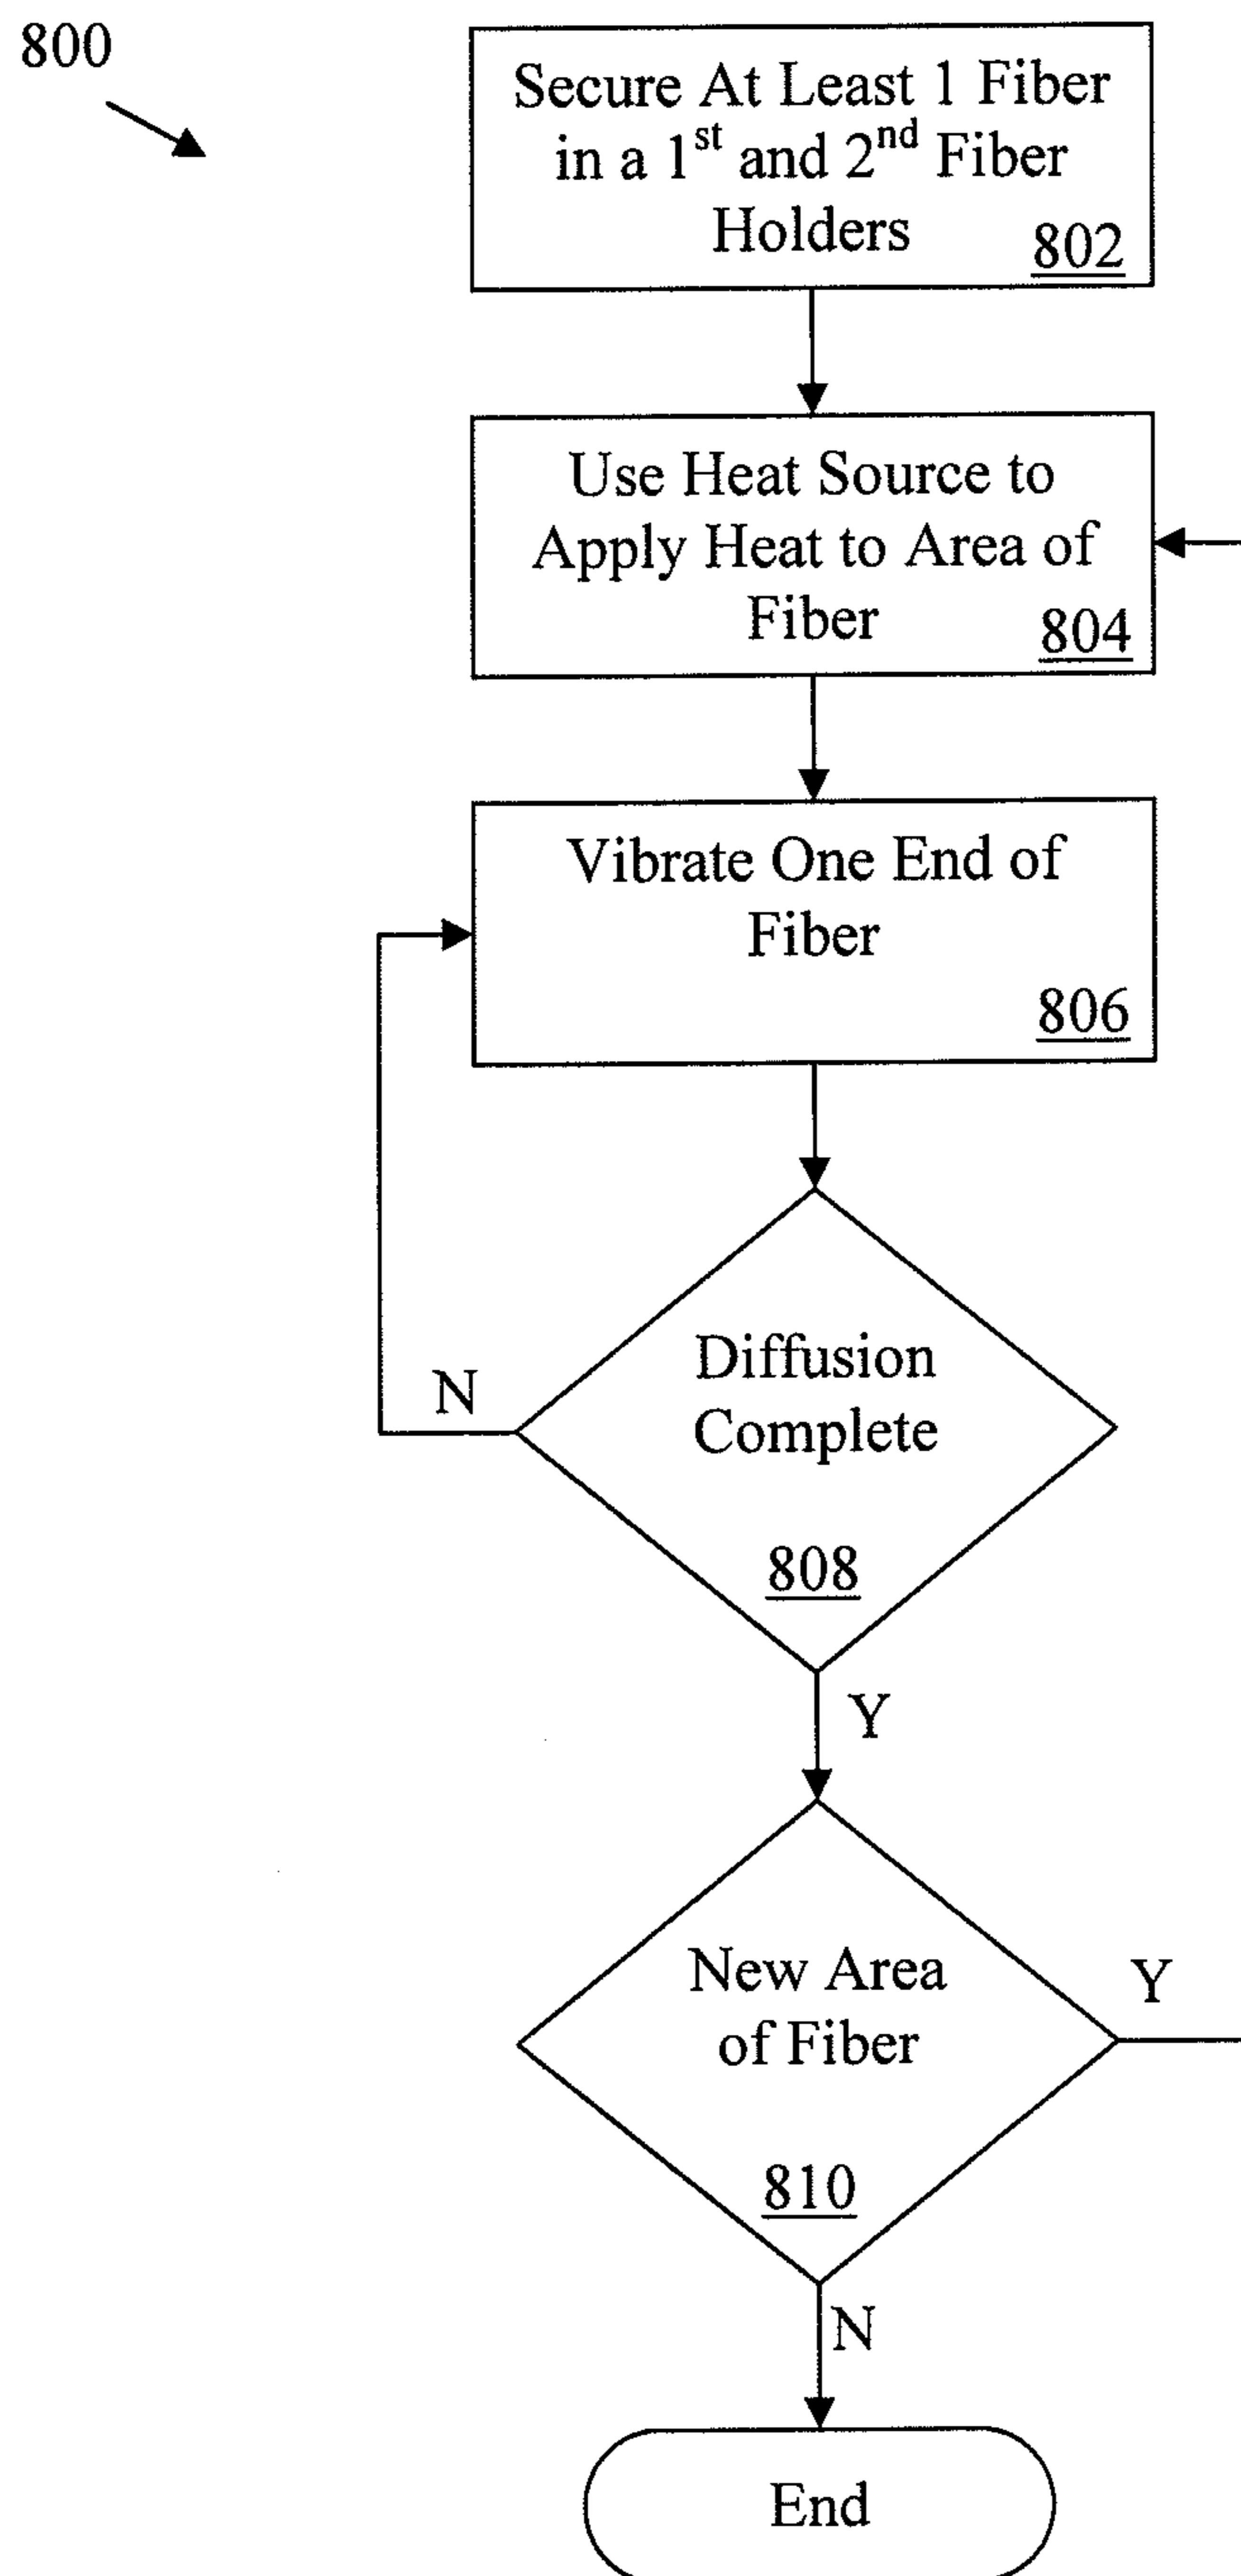 800
Secure At Least 1 Fiber
in a 1st and 2nd Fiber
Holders
802
Use Heat Source to
Apply Heat to Area of
Fiber
804
Vibrate One End of
Fiber
806
Diffusion
Complete
N
808
Y
New Area
of Fiber
Y
810
N
End